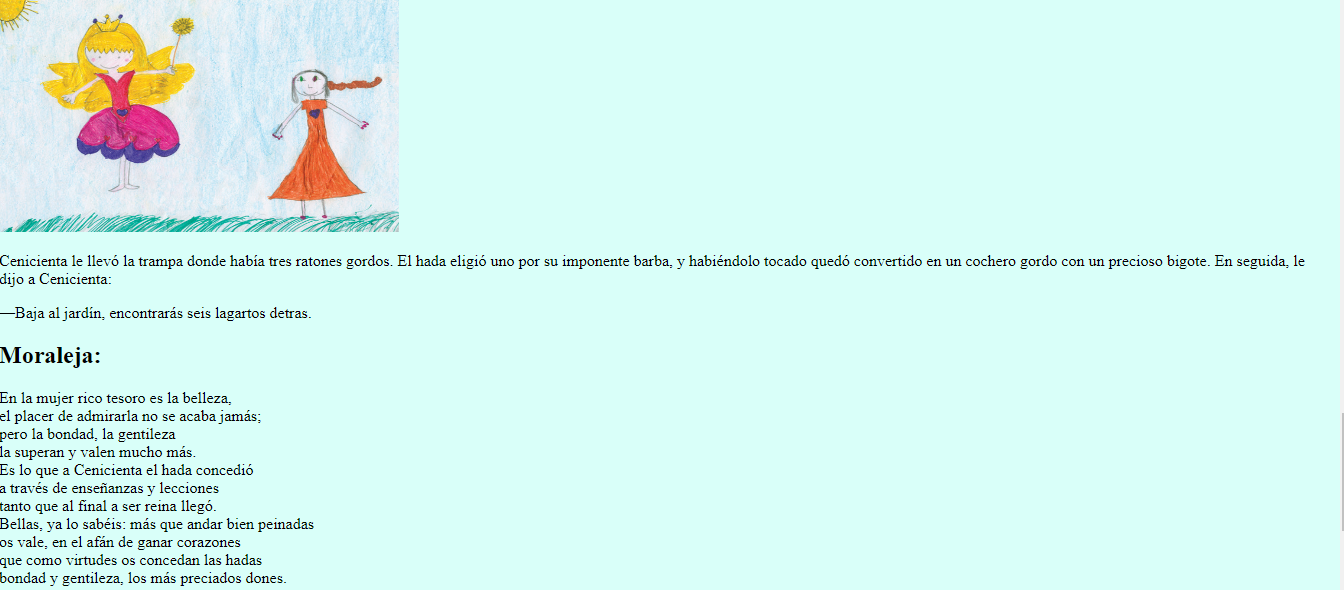 Cenicienta le llevó la trampa donde había tres ratones gordos. El hada eligió uno por su imponente barba, y habiéndolo tocado quedó convertido en un cochero gordo con un precioso bigote. En seguida, le
dijo a Cenicienta:
—Baja al jardín, encontrarás seis lagartos detras.
Moraleja:
En la mujer rico tesoro es la belleza,
el placer de admirarla no se acaba jamás;
pero la bondad, la gentileza
la superan y valen mucho más.
Es lo que a Cenicienta el hada concedió
a través de enseñanzas y lecciones
tanto que al final a ser reina llegó.
Bellas, ya lo sabéis: más que andar bien peinadas
os vale, en el afán de ganar corazones
que como virtudes os concedan las hadas
bondad y gentileza, los más preciados dones.